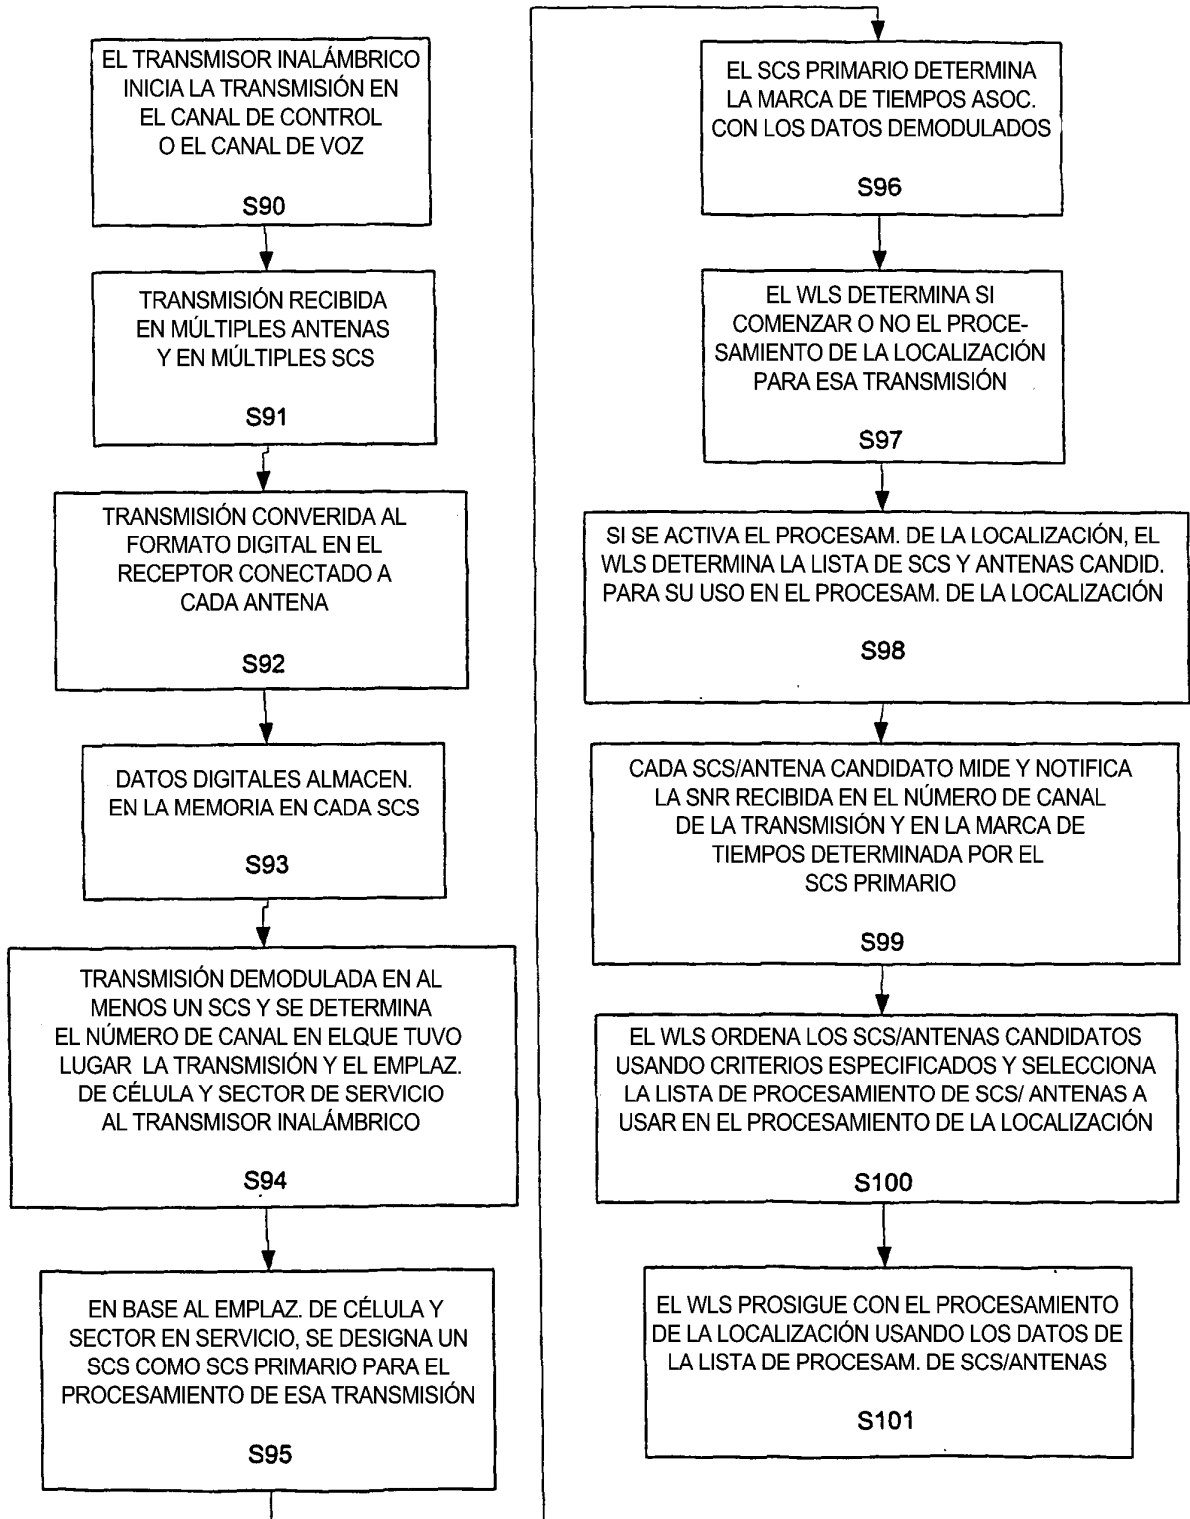 EL TRANSMISOR INALÁMBRICO
INICIA LA TRANSMISIÓN EN
EL CANAL DE CONTROL
O EL CANAL DE VOZ
S90
TRANSMISIÓN RECIBIDA
EN MÚLTIPLES ANTENAS
Y EN MÚLTIPLES SCS
S91
TRANSMISIÓN CONVERIDA AL
FORMATO DIGITAL EN EL
RECEPTOR CONECTADO A
CADA ANTENA
S92
DATOS DIGITALES ALMACEN.
EN LA MEMORIA EN CADA SCS
S93
TRANSMISIÓN DEMODULADA EN AL
MENOS UN SCS Y SE DETERMINA
EL NÚMERO DE CANAL EN ELQUE TUVO
LUGAR LA TRANSMISIÓN Y EL EMPLAZ.
DE CÉLULA Y SECTOR DE SERVICIO
AL TRANSMISOR INALÁMBRICO
S94
EN BASE AL EMPLAZ. DE CÉLULA Y
SECTOR EN SERVICIO, SE DESIGNA UN
SCS COMO SCS PRIMARIO PARA EL
PROCESAMIENTO DE ESA TRANSMISIÓN
S95
EL SCS PRIMARIO DETERMINA
LA MARCA DE TIEMPOS ASOC.
CON LOS DATOS DEMODULADOS
S96
EL WLS DETERMINA SI
COMENZAR O NO EL PROCE-
SAMIENTO DE LA LOCALIZACIÓN
PARA ESA TRANSMISIÓN
S97
SI SE ACTIVA EL PROCESAM. DE LA LOCALIZACIÓN, EL
WLS DETERMINA LA LISTA DE SCS Y ANTENAS CANDID.
PARA SU USO EN EL PROCESAM. DE LA LOCALIZACIÓN
S98
CADA SCS/ANTENA CANDIDATO MIDE Y NOTIFICA
LA SNR RECIBIDA EN EL NÚMERO DE CANAL
DE LA TRANSMISIÓN Y EN LA MARCA DE
TIEMPOS DETERMINADA POR EL
SCS PRIMARIO
S99
EL WLS ORDENA LOS SCS/ANTENAS CANDIDATOS
USANDO CRITERIOS ESPECIFICADOS Y SELECCIONA
LA LISTA DE PROCESAMIENTO DE SCS/ ANTENAS A
USAR EN EL PROCESAMIENTO DE LA LOCALIZACIÓN
S100
EL WLS PROSIGUE CON EL PROCESAMIENTO
DE LA LOCALIZACIÓN USANDO LOS DATOS DE
LA LISTA DE PROCESAM. DE SCS/ANTENAS
S101